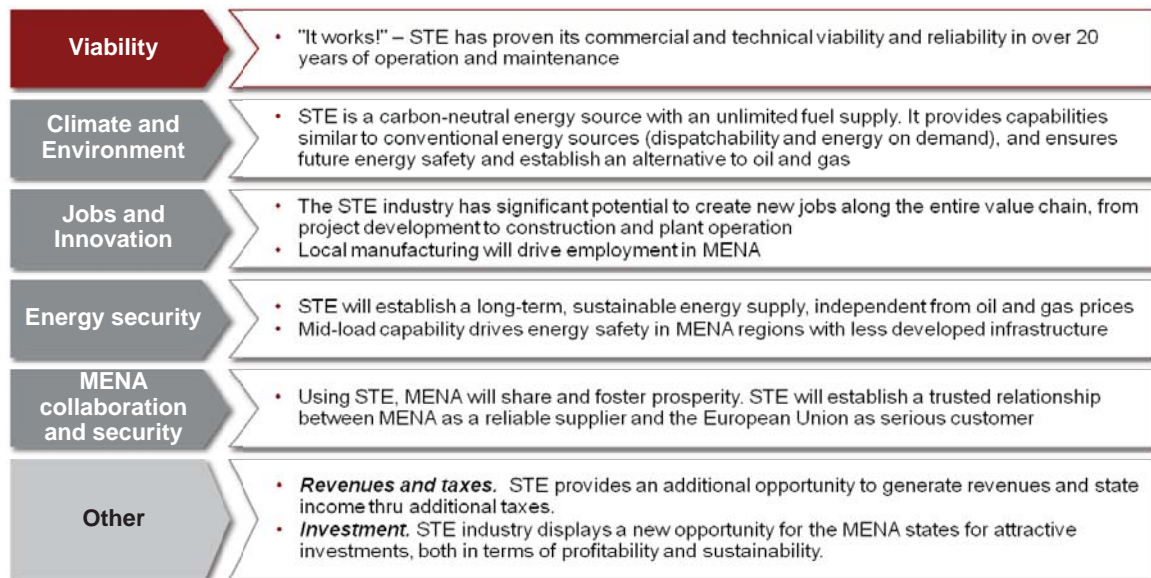 Viability
• "It works!" – STE has proven its commercial and technical viability and reliability in over 20
years of operation and maintenance
Climate and
Environment
• STE is a carbon-neutral energy source with an unlimited fuel supply. It provides capabilities
similar to conventional energy sources (dispatchability and energy on demand), and ensures
future energy safety and establish an alternative to oil and gas
Jobs and
Innovation
• The STE industry has significant potential to create new jobs along the entire value chain, from
project development to construction and plant operation
• Local manufacturing will drive employment in MENA
Energy security
• STE will establish a long-term, sustainable energy supply, independent from oil and gas prices
• Mid-load capability drives energy safety in MENA regions with less developed infrastructure
MENA
collaboration
and security
• Using STE, MENA will share and foster prosperity. STE will establish a trusted relationship
between MENA as a reliable supplier and the European Union as serious customer
Other
• Revenues and taxes. STE provides an additional opportunity to generate revenues and state
income thru additional taxes.
• Investment. STE industry displays a new opportunity for the MENA states for attractive
investments, both in terms of profitability and sustainability.